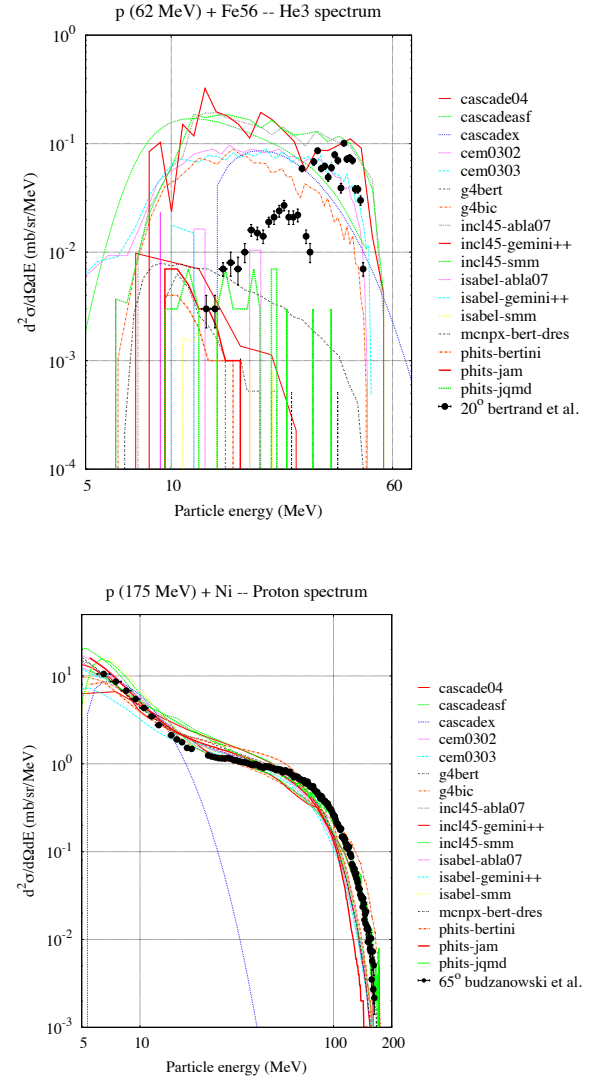 p (62 MeV) + Fe56 -- He3 spectrum
10^0
10^-1
10^-2
10^-3
10^-4
d^2σ/dΩdE (mb/sr/MeV)
5
10
60
Particle energy (MeV)
cascade04
cascadeasf
cascadex
cem0302
cem0303
g4bert
g4bic
incl45-abla07
incl45-gemini++
incl45-smm
isabel-abla07
isabel-gemini++
isabel-smm
mcnpx-bert-dres
phits-bertini
phits-jam
phits-jqmd
20° bertrand et al.
p (175 MeV) + Ni -- Proton spectrum
10^1
10^0
10^-1
10^-2
10^-3
d^2σ/dΩdE (mb/sr/MeV)
5
10
100
200
Particle energy (MeV)
cascade04
cascadeasf
cascadex
cem0302
cem0303
g4bert
g4bic
incl45-abla07
incl45-gemini++
incl45-smm
isabel-abla07
isabel-gemini++
isabel-smm
mcnpx-bert-dres
phits-bertini
phits-jam
phits-jqmd
65° budzanowski et al.